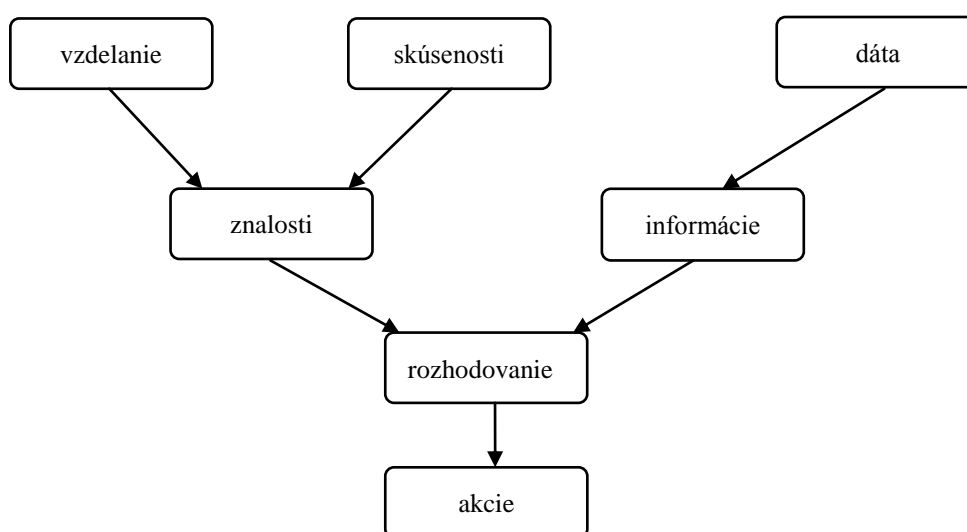 vzdelanie
skúsenosti
dáta
znalosti
informácie
rozhodovanie
akcie